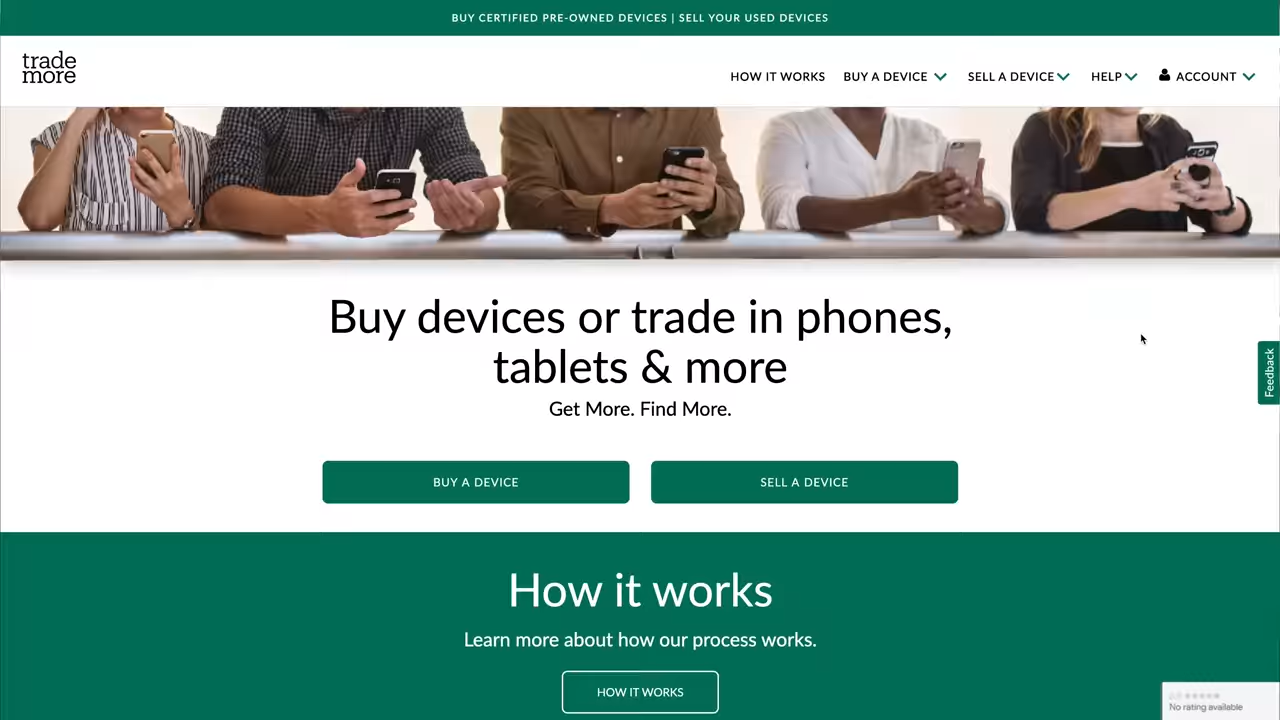 BUY CERTIFIED PRE-OWNED DEVICES | SELL YOUR USED DEVICES
trade
more
HOW IT WORKS
BUY A DEVICE
SELL A DEVICE
HELP
ACCOUNT
Buy devices or trade in phones,
tablets & more
Get More. Find More.
Feedback
BUY A DEVICE
SELL A DEVICE
How it works
Learn more about how our process works.
HOW IT WORKS
No rating available